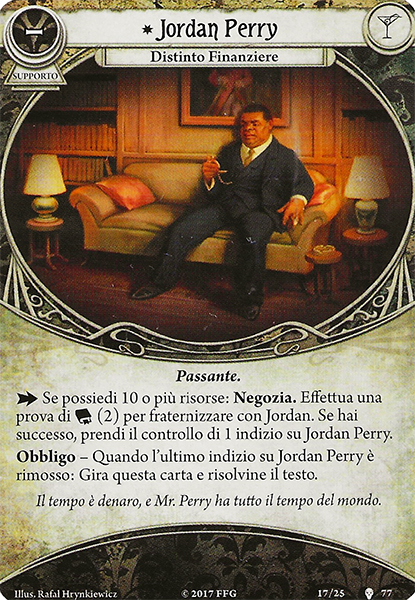 Jordan Perry
SUPPORTO
Distinto Finanziere
Passante.
Se possiedi 10 o più risorse: Negozia. Effettua una
prova di (2) per fraternizzare con Jordan. Se hai
successo, prendi il controllo di 1 indizio su Jordan Perry.
Obbligo – Quando l'ultimo indizio su Jordan Perry è
rimosso: Gira questa carta e risolvine il testo.
Il tempo è denaro, e Mr. Perry ha tutto il tempo del mondo.
Illus. Rafał Hrynkiewicz © 2017 FFG 17/25 77